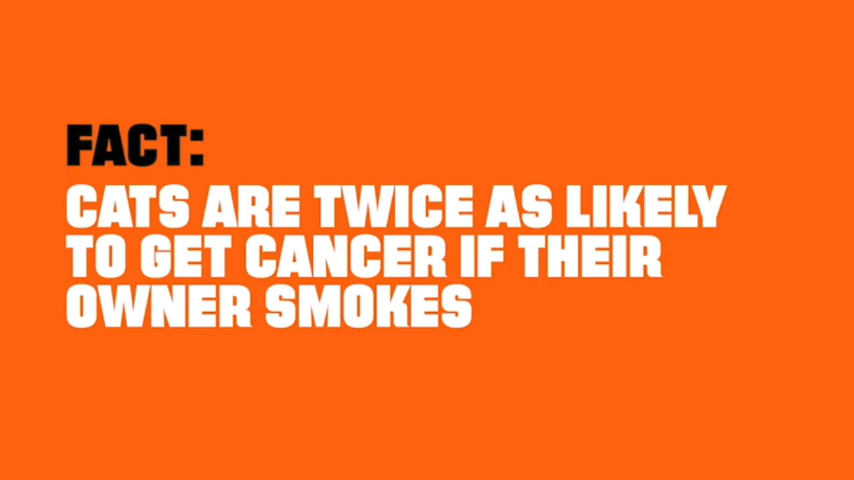 FACT:
CATS ARE TWICE AS LIKELY
TO GET CANCER IF THEIR
OWNER SMOKES